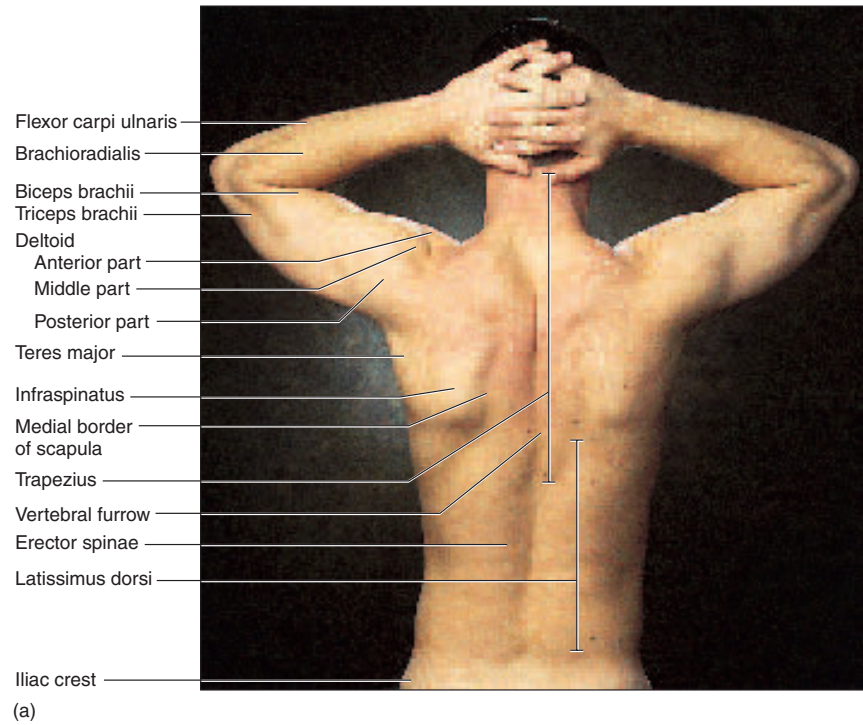 Flexor carpi ulnaris
Brachioradialis
Biceps brachii
Triceps brachii
Deltoid
Anterior part
Middle part
Posterior part
Teres major
Infraspinatus
Medial border
of scapula
Trapezius
Vertebral furrow
Erector spinae
Latissimus dorsi
Iliac crest
(a)